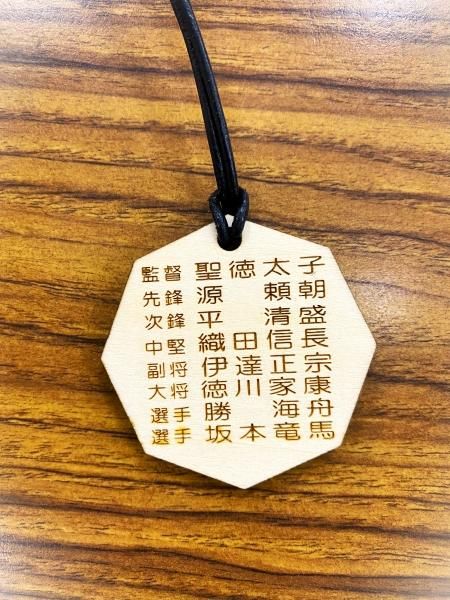 監督 聖徳太子
先鋒 源 頼朝
次鋒 平 清盛
中堅 織田信長
副将 伊達正宗
大将 徳川家康
選手 勝 海舟
選手 坂本竜馬